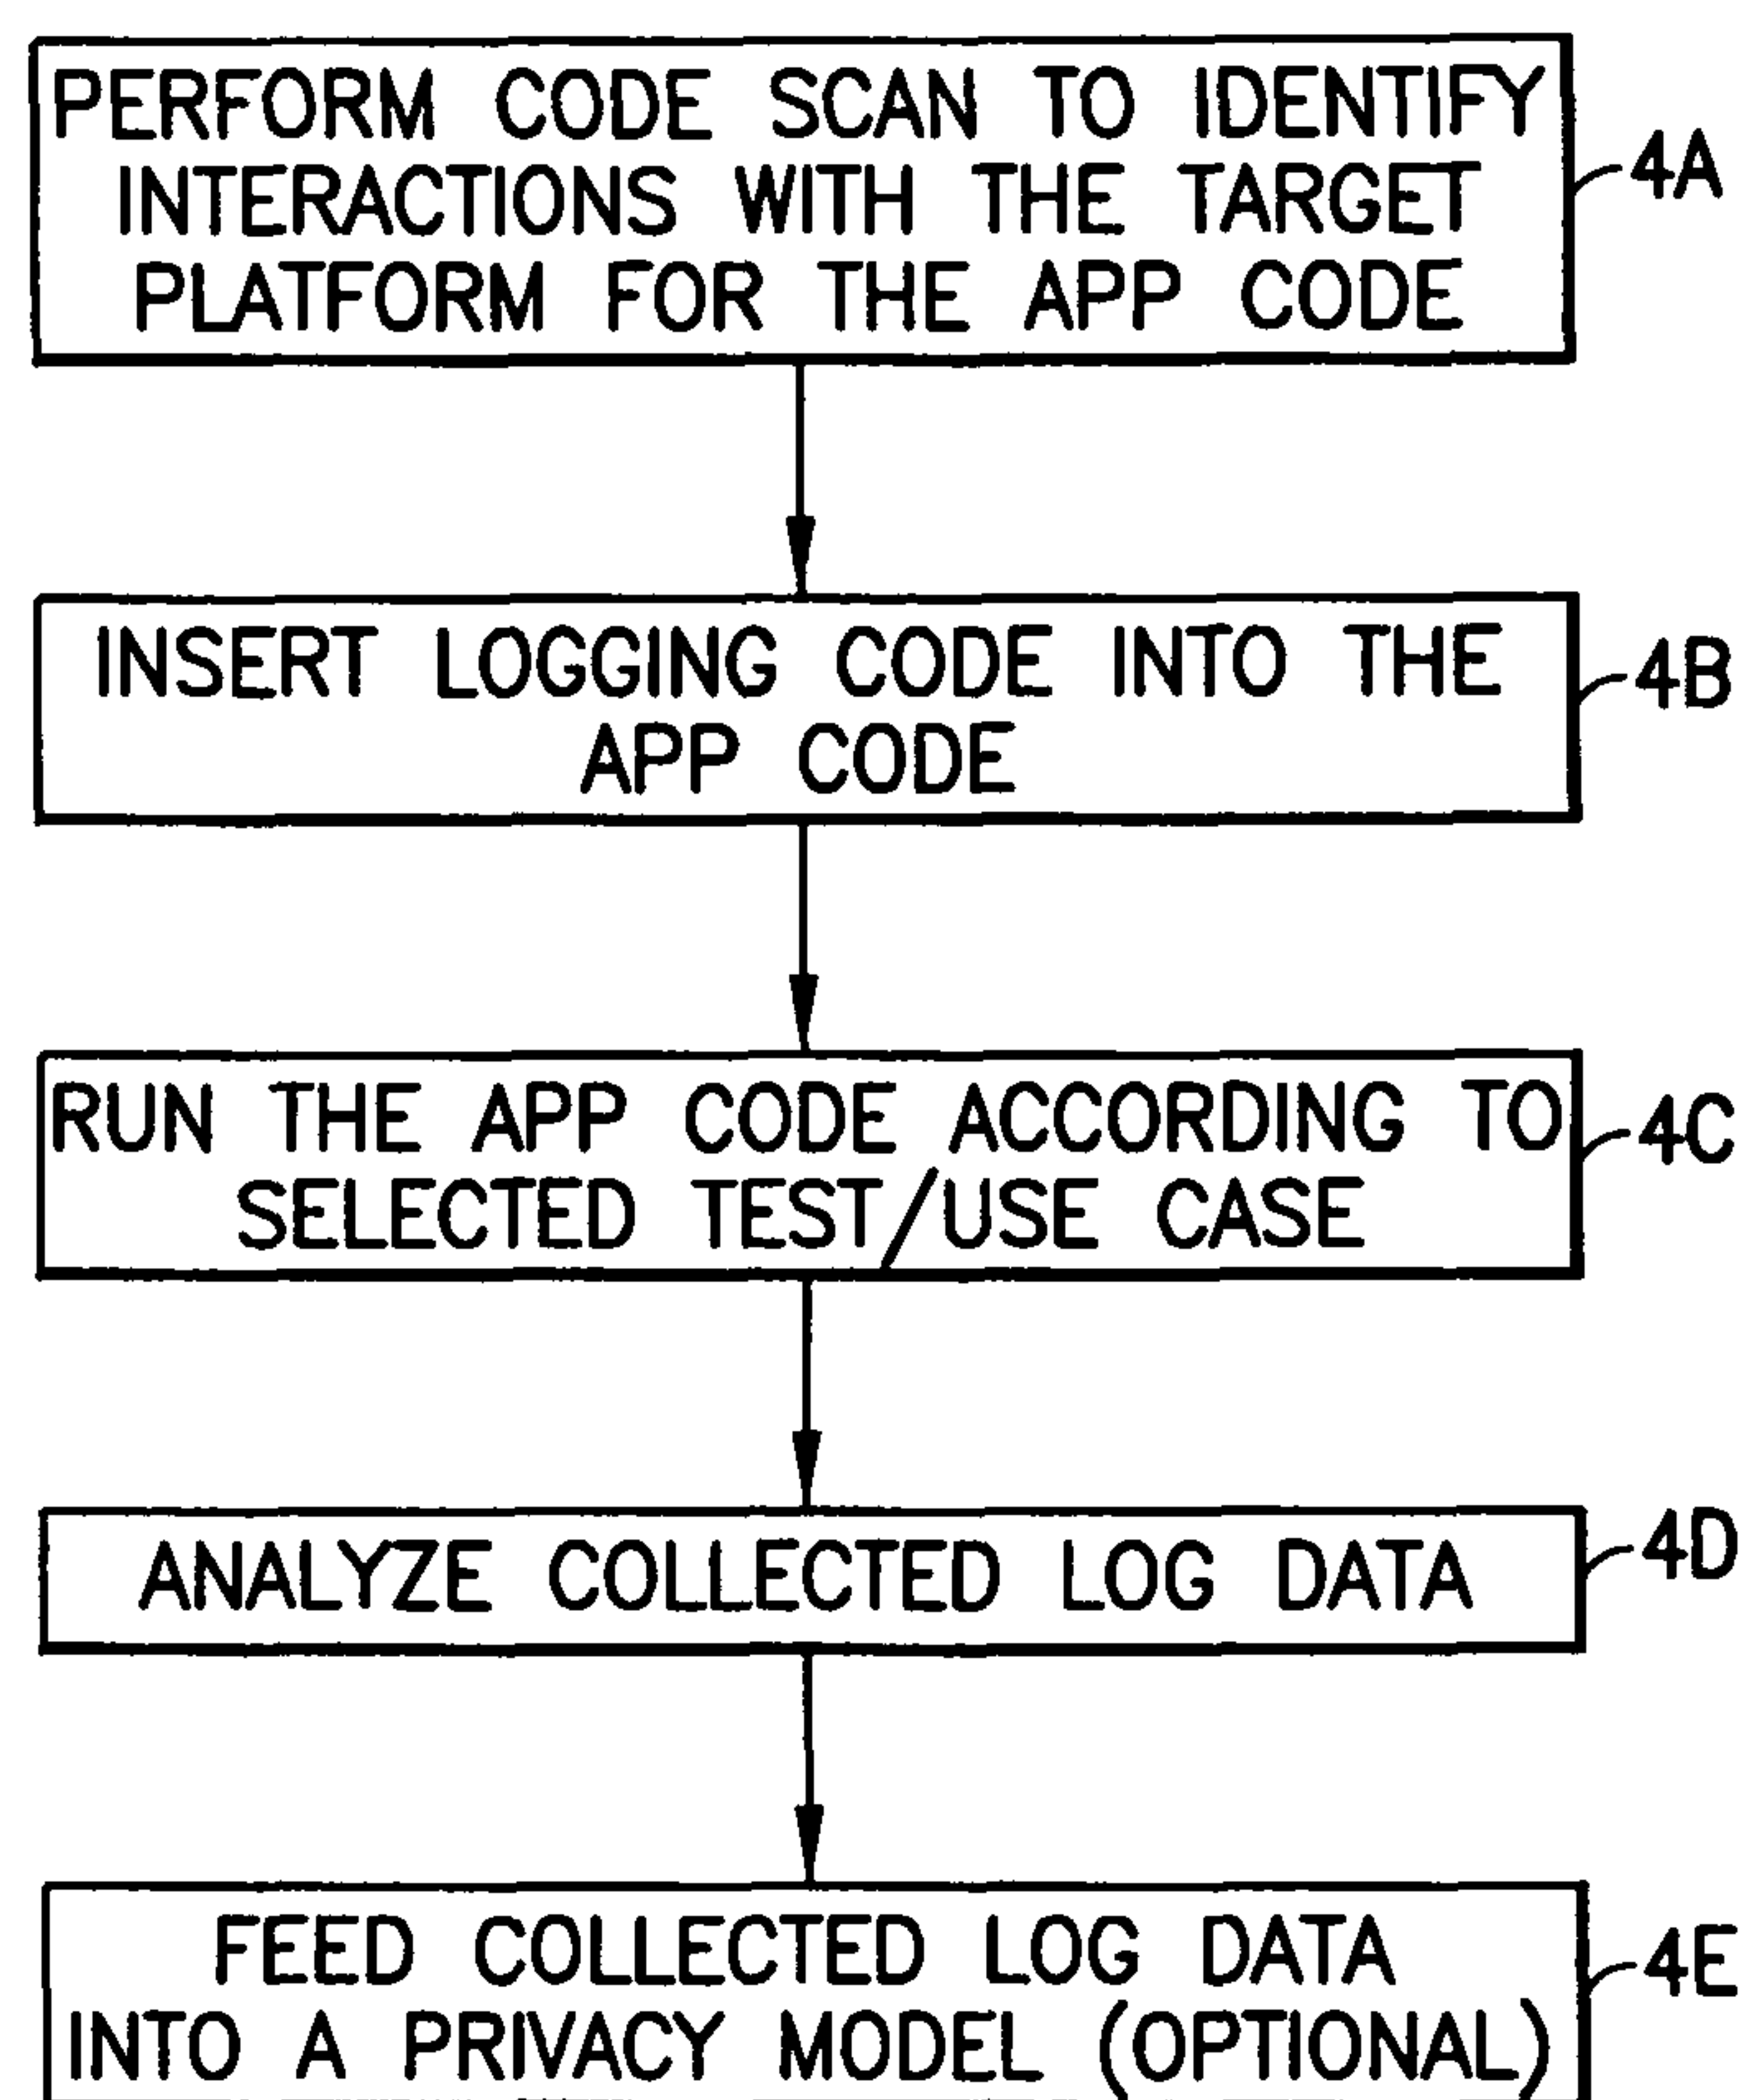 PERFORM CODE SCAN TO IDENTIFY
INTERACTIONS WITH THE TARGET
PLATFORM FOR THE APP CODE
4A
INSERT LOGGING CODE INTO THE
APP CODE
4B
RUN THE APP CODE ACCORDING TO
SELECTED TEST/USE CASE
4C
ANALYZE COLLECTED LOG DATA
4D
FEED COLLECTED LOG DATA
INTO A PRIVACY MODEL (OPTIONAL)
4E